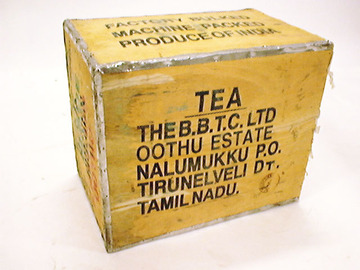 FACTORY BULKED
MACHINE PACKED
PRODUCE OF INDIA
TEA
THE B.B.T.C. LTD
OOTHU ESTATE
NALUMUKKU P.O.
TIRUNELVELI DT.
TAMIL NADU.